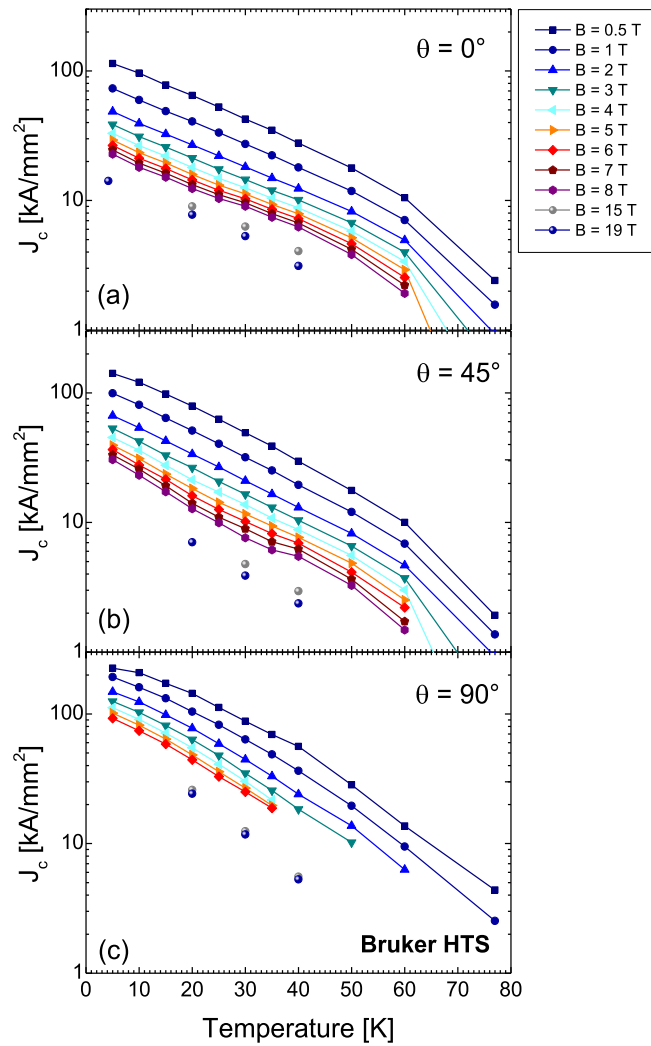 θ = 0°
100
10
1
J_c [kA/mm²]
(a)
B = 0.5 T
B = 1 T
B = 2 T
B = 3 T
B = 4 T
B = 5 T
B = 6 T
B = 7 T
B = 8 T
B = 15 T
B = 19 T
θ = 45°
100
10
1
J_c [kA/mm²]
(b)
θ = 90°
100
10
1
J_c [kA/mm²]
(c)
Bruker HTS
0 10 20 30 40 50 60 70 80
Temperature [K]